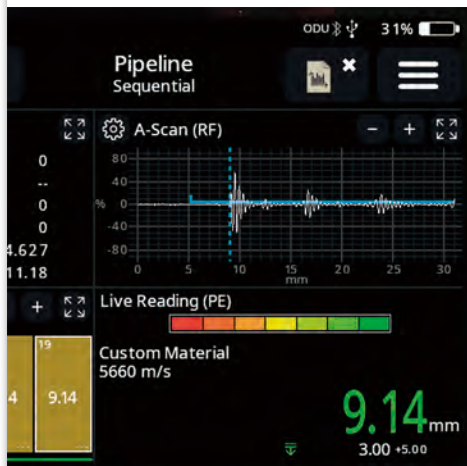 ODU 31%
Pipeline
Sequential
A-Scan (RF)
- +
0
--
0
0
4.627
11.18
80
40
% 0
-40
-80
0 5 10 15 20 25 30
mm
+
Live Reading (PE)
19
4 9.14
Custom Material
5660 m/s
9.14 mm
3.00 +5.00